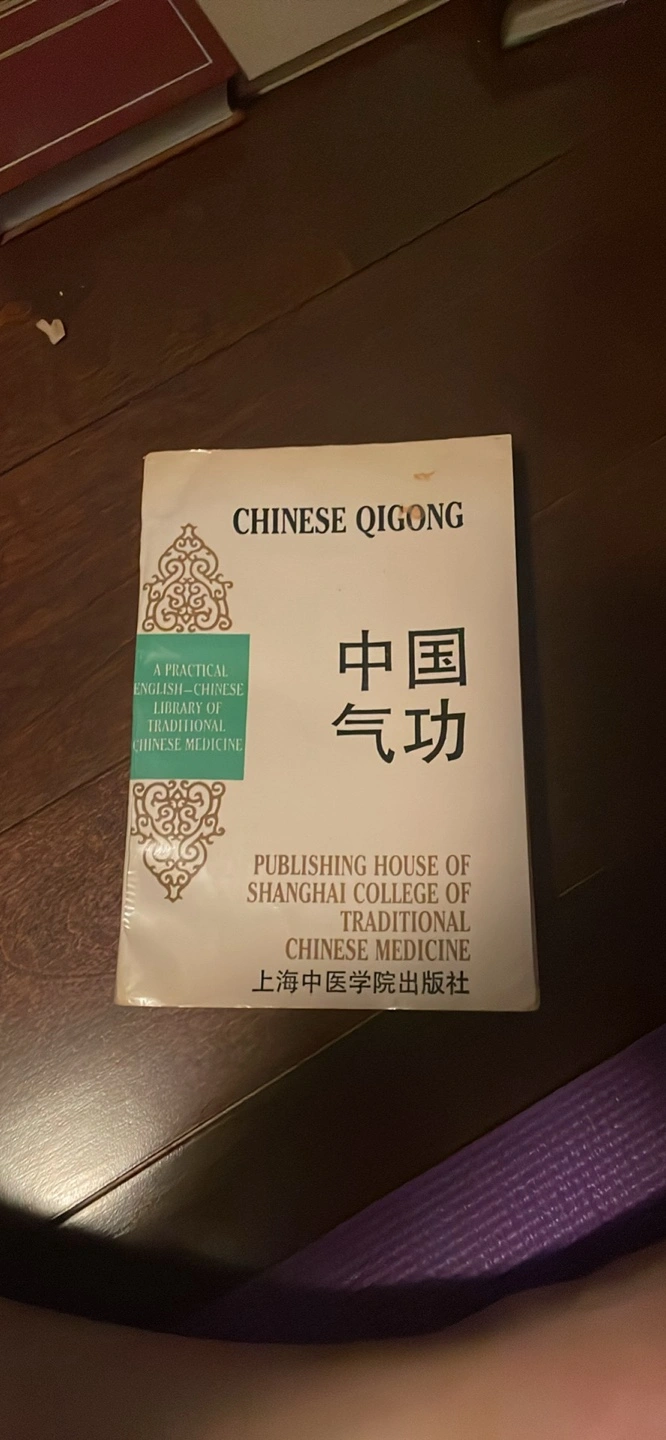 CHINESE QIGONG
中国
气功
A PRACTICAL
ENGLISH—CHINESE
LIBRARY OF
TRADITIONAL
CHINESE MEDICINE
PUBLISHING HOUSE OF
SHANGHAI COLLEGE OF
TRADITIONAL
CHINESE MEDICINE
上海中医学院出版社